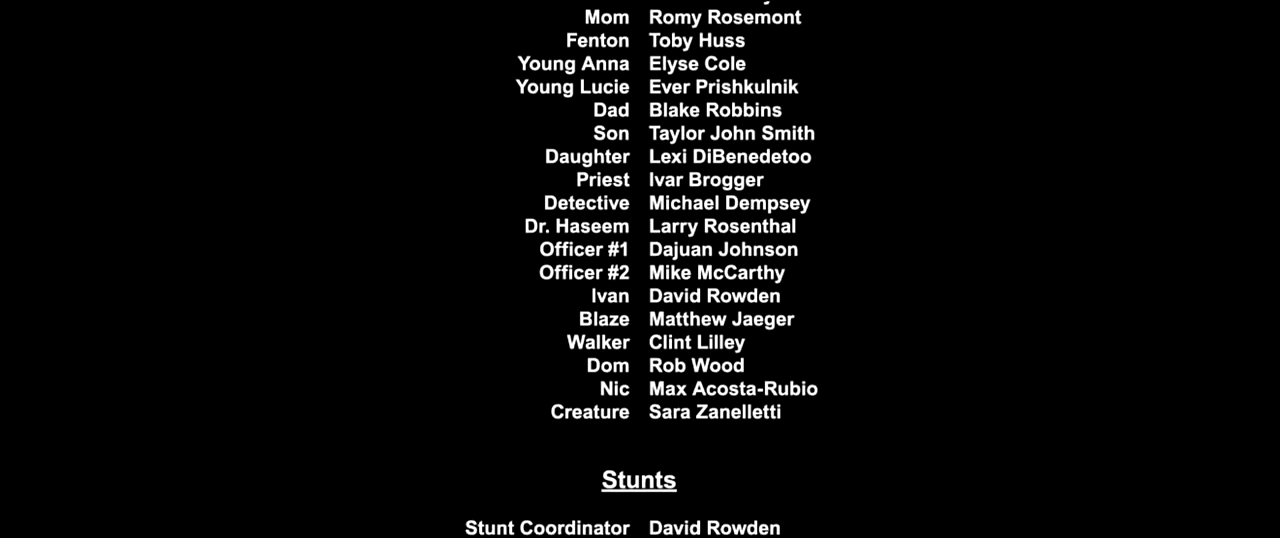 Mom Romy Rosemont
Fenton Toby Huss
Young Anna Elyse Cole
Young Lucie Ever Prishkulnik
Dad Blake Robbins
Son Taylor John Smith
Daughter Lexi DiBenedetoo
Priest Ivar Brogger
Detective Michael Dempsey
Dr. Haseem Larry Rosenthal
Officer #1 Dajuan Johnson
Officer #2 Mike McCarthy
Ivan David Rowden
Blaze Matthew Jaeger
Walker Clint Lilley
Dom Rob Wood
Nic Max Acosta-Rubio
Creature Sara Zanelletti
Stunts
Stunt Coordinator David Rowden